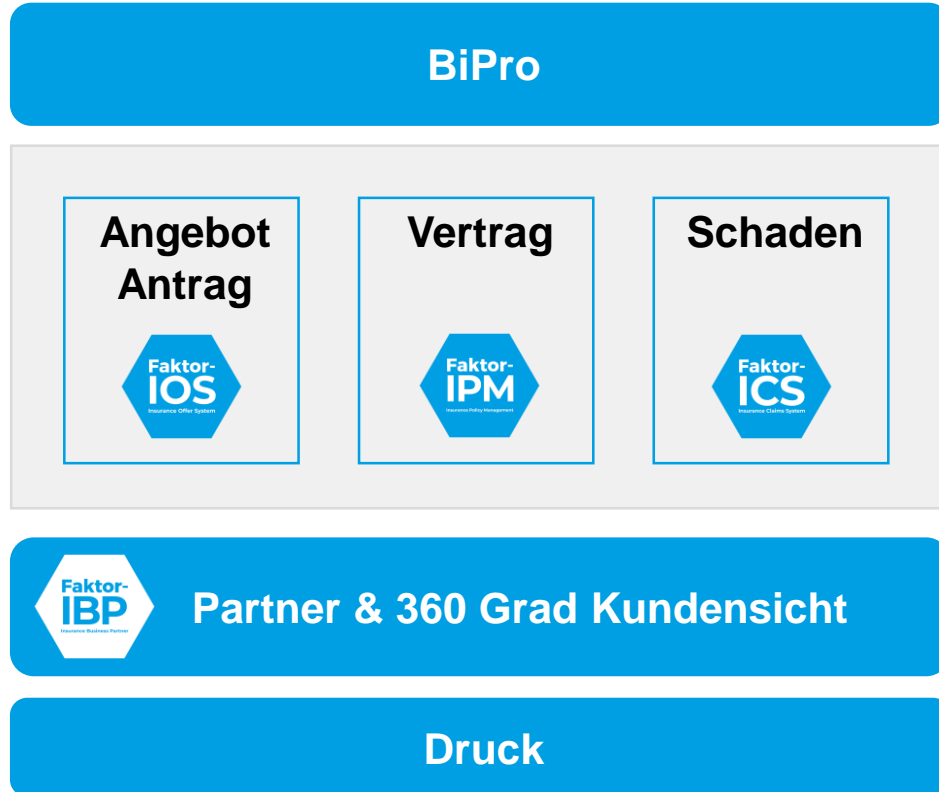 BiPro
Angebot
Antrag
Faktor-
IOS
Insurance Offer System
Vertrag
Faktor-
IPM
Insurance Policy Management
Schaden
Faktor-
ICS
Insurance Claims System
Faktor-
IBP
Insurance Business Partner
Partner & 360 Grad Kundensicht
Druck